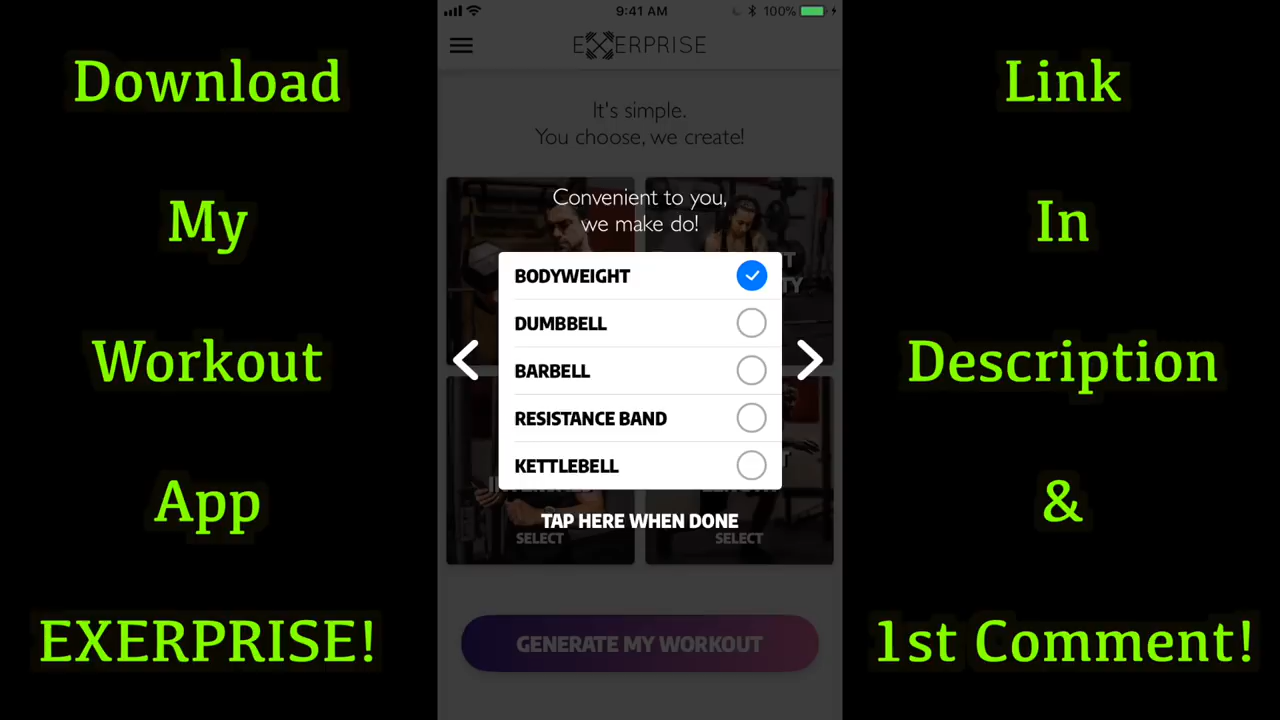 Download
My
Workout
App
EXERPRISE!
9:41 AM
100%
EXERPRISE
It's simple.
You choose, we create!
Convenient to you,
we make do!
BODYWEIGHT
DUMBBELL
BARBELL
RESISTANCE BAND
KETTLEBELL
TAP HERE WHEN DONE
SELECT
SELECT
GENERATE MY WORKOUT
Link
In
Description
&
1st Comment!